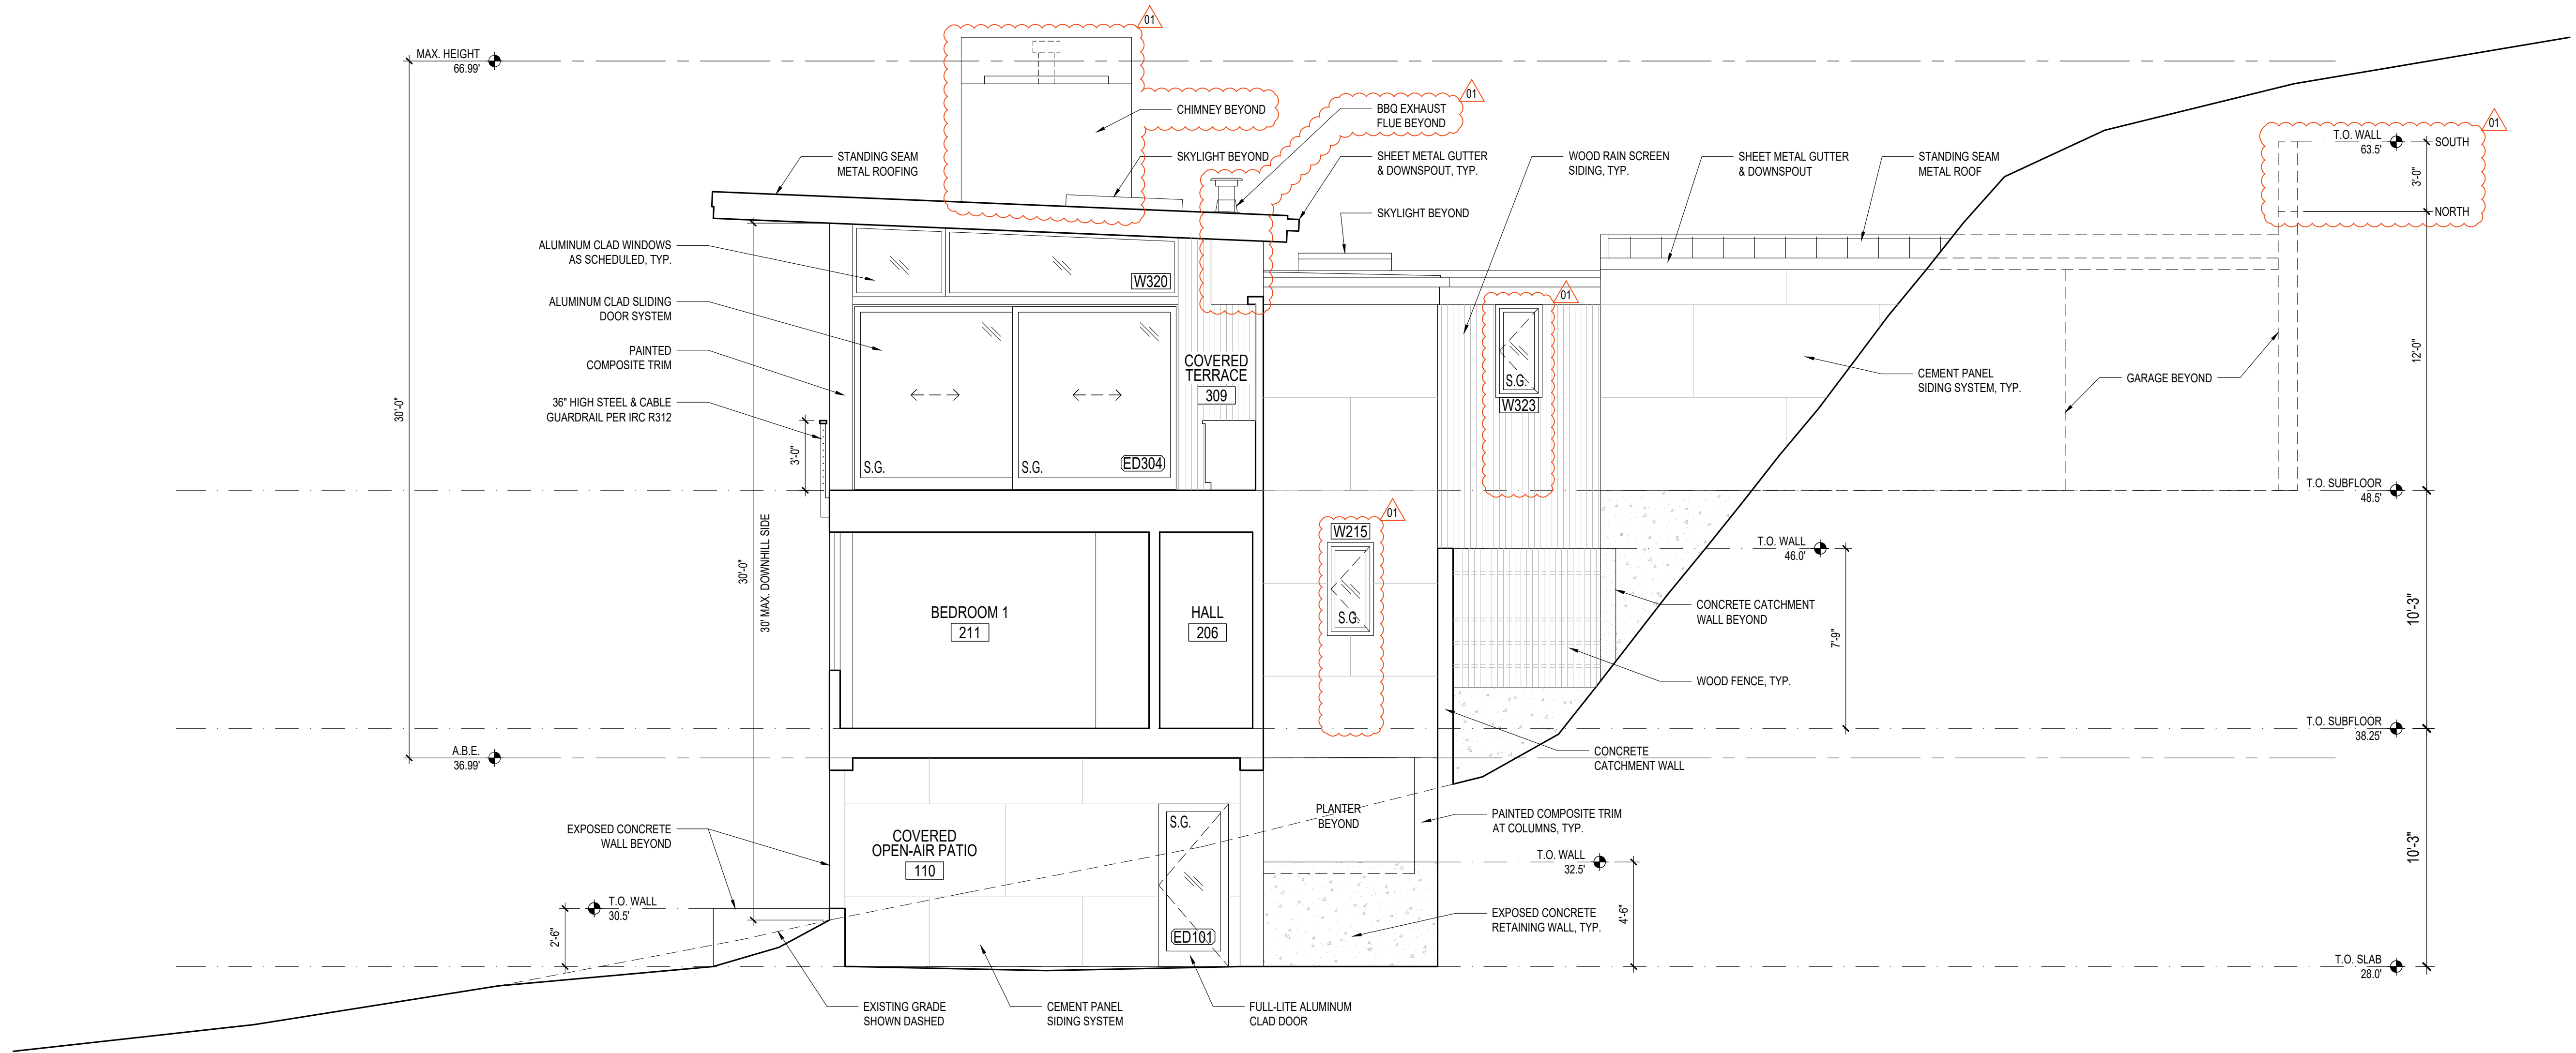 01
MAX. HEIGHT
66.99'
01
CHIMNEY BEYOND
BBQ EXHAUST
FLUE BEYOND
01
T.O. WALL
63.5'
SOUTH
3'-0"
NORTH
STANDING SEAM
METAL ROOFING
SKYLIGHT BEYOND
SHEET METAL GUTTER
& DOWNSPOUT, TYP.
WOOD RAIN SCREEN
SIDING, TYP.
SHEET METAL GUTTER
& DOWNSPOUT
STANDING SEAM
METAL ROOF
SKYLIGHT BEYOND
ALUMINUM CLAD WINDOWS
AS SCHEDULED, TYP.
W320
01
ALUMINUM CLAD SLIDING
DOOR SYSTEM
PAINTED
COMPOSITE TRIM
COVERED
TERRACE
309
S.G.
W323
12'-0"
CEMENT PANEL
SIDING SYSTEM, TYP.
GARAGE BEYOND
36" HIGH STEEL & CABLE
GUARDRAIL PER IRC R312
30'-0"
3'-0"
S.G.
S.G.
ED304
T.O. SUBFLOOR
48.5'
01
W215
S.G.
T.O. WALL
46.0'
30'-0"
30' MAX. DOWNHILL SIDE
BEDROOM 1
211
HALL
206
CONCRETE CATCHMENT
WALL BEYOND
7'-9"
10'-3"
WOOD FENCE, TYP.
T.O. SUBFLOOR
38.25'
A.B.E.
36.99'
CONCRETE
CATCHMENT WALL
PLANTER
BEYOND
PAINTED COMPOSITE TRIM
AT COLUMNS, TYP.
EXPOSED CONCRETE
WALL BEYOND
COVERED
OPEN-AIR PATIO
110
S.G.
ED101
10'-3"
T.O. WALL
32.5'
T.O. WALL
30.5'
2'-6"
4'-6"
EXPOSED CONCRETE
RETAINING WALL, TYP.
T.O. SLAB
28.0'
EXISTING GRADE
SHOWN DASHED
CEMENT PANEL
SIDING SYSTEM
FULL-LITE ALUMINUM
CLAD DOOR